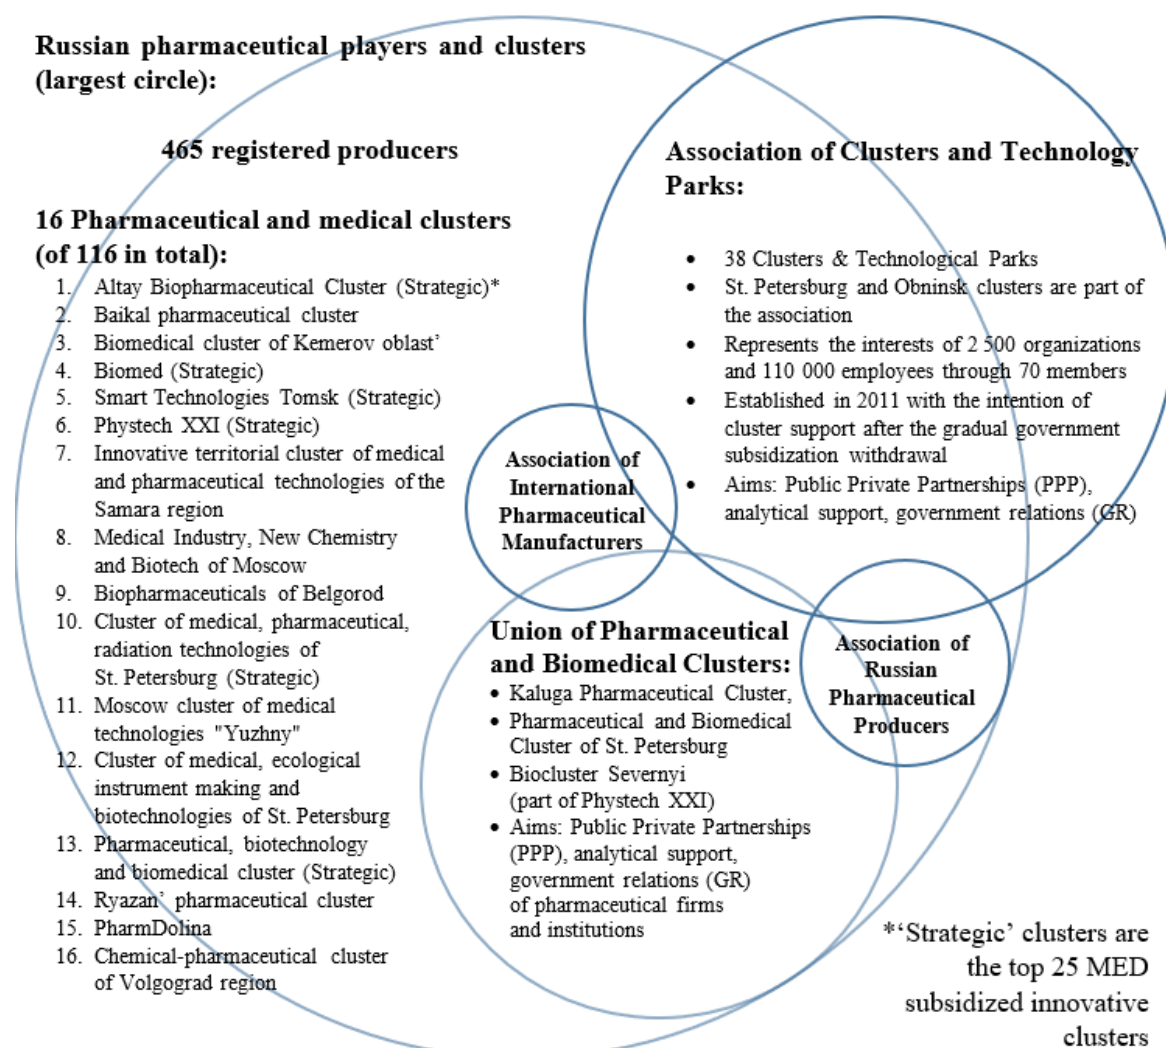 Russian pharmaceutical players and clusters
(largest circle):
465 registered producers
16 Pharmaceutical and medical clusters
(of 116 in total):
1. Altay Biopharmaceutical Cluster (Strategic)*
2. Baikal pharmaceutical cluster
3. Biomedical cluster of Kemerov oblast’
4. Biomed (Strategic)
5. Smart Technologies Tomsk (Strategic)
6. Phystech XXI (Strategic)
7. Innovative territorial cluster of medical
and pharmaceutical technologies of the
Samara region
8. Medical Industry, New Chemistry
and Biotech of Moscow
9. Biopharmaceuticals of Belgorod
10. Cluster of medical, pharmaceutical,
radiation technologies of
St. Petersburg (Strategic)
11. Moscow cluster of medical
technologies "Yuzhny"
12. Cluster of medical, ecological
instrument making and
biotechnologies of St. Petersburg
13. Pharmaceutical, biotechnology
and biomedical cluster (Strategic)
14. Ryazan’ pharmaceutical cluster
15. PharmDolina
16. Chemical-pharmaceutical cluster
of Volgograd region
Association of Clusters and Technology
Parks:
• 38 Clusters & Technological Parks
• St. Petersburg and Obninsk clusters are part of
the association
• Represents the interests of 2 500 organizations
and 110 000 employees through 70 members
• Established in 2011 with the intention of
cluster support after the gradual government
subsidization withdrawal
• Aims: Public Private Partnerships (PPP),
analytical support, government relations (GR)
Association of
International
Pharmaceutical
Manufacturers
Union of Pharmaceutical
and Biomedical Clusters:
• Kaluga Pharmaceutical Cluster,
• Pharmaceutical and Biomedical
Cluster of St. Petersburg
• Biocluster Severnyi
(part of Phystech XXI)
• Aims: Public Private Partnerships
(PPP), analytical support,
government relations (GR)
of pharmaceutical firms
and institutions
Association of
Russian
Pharmaceutical
Producers
*‘Strategic’ clusters are
the top 25 MED
subsidized innovative
clusters